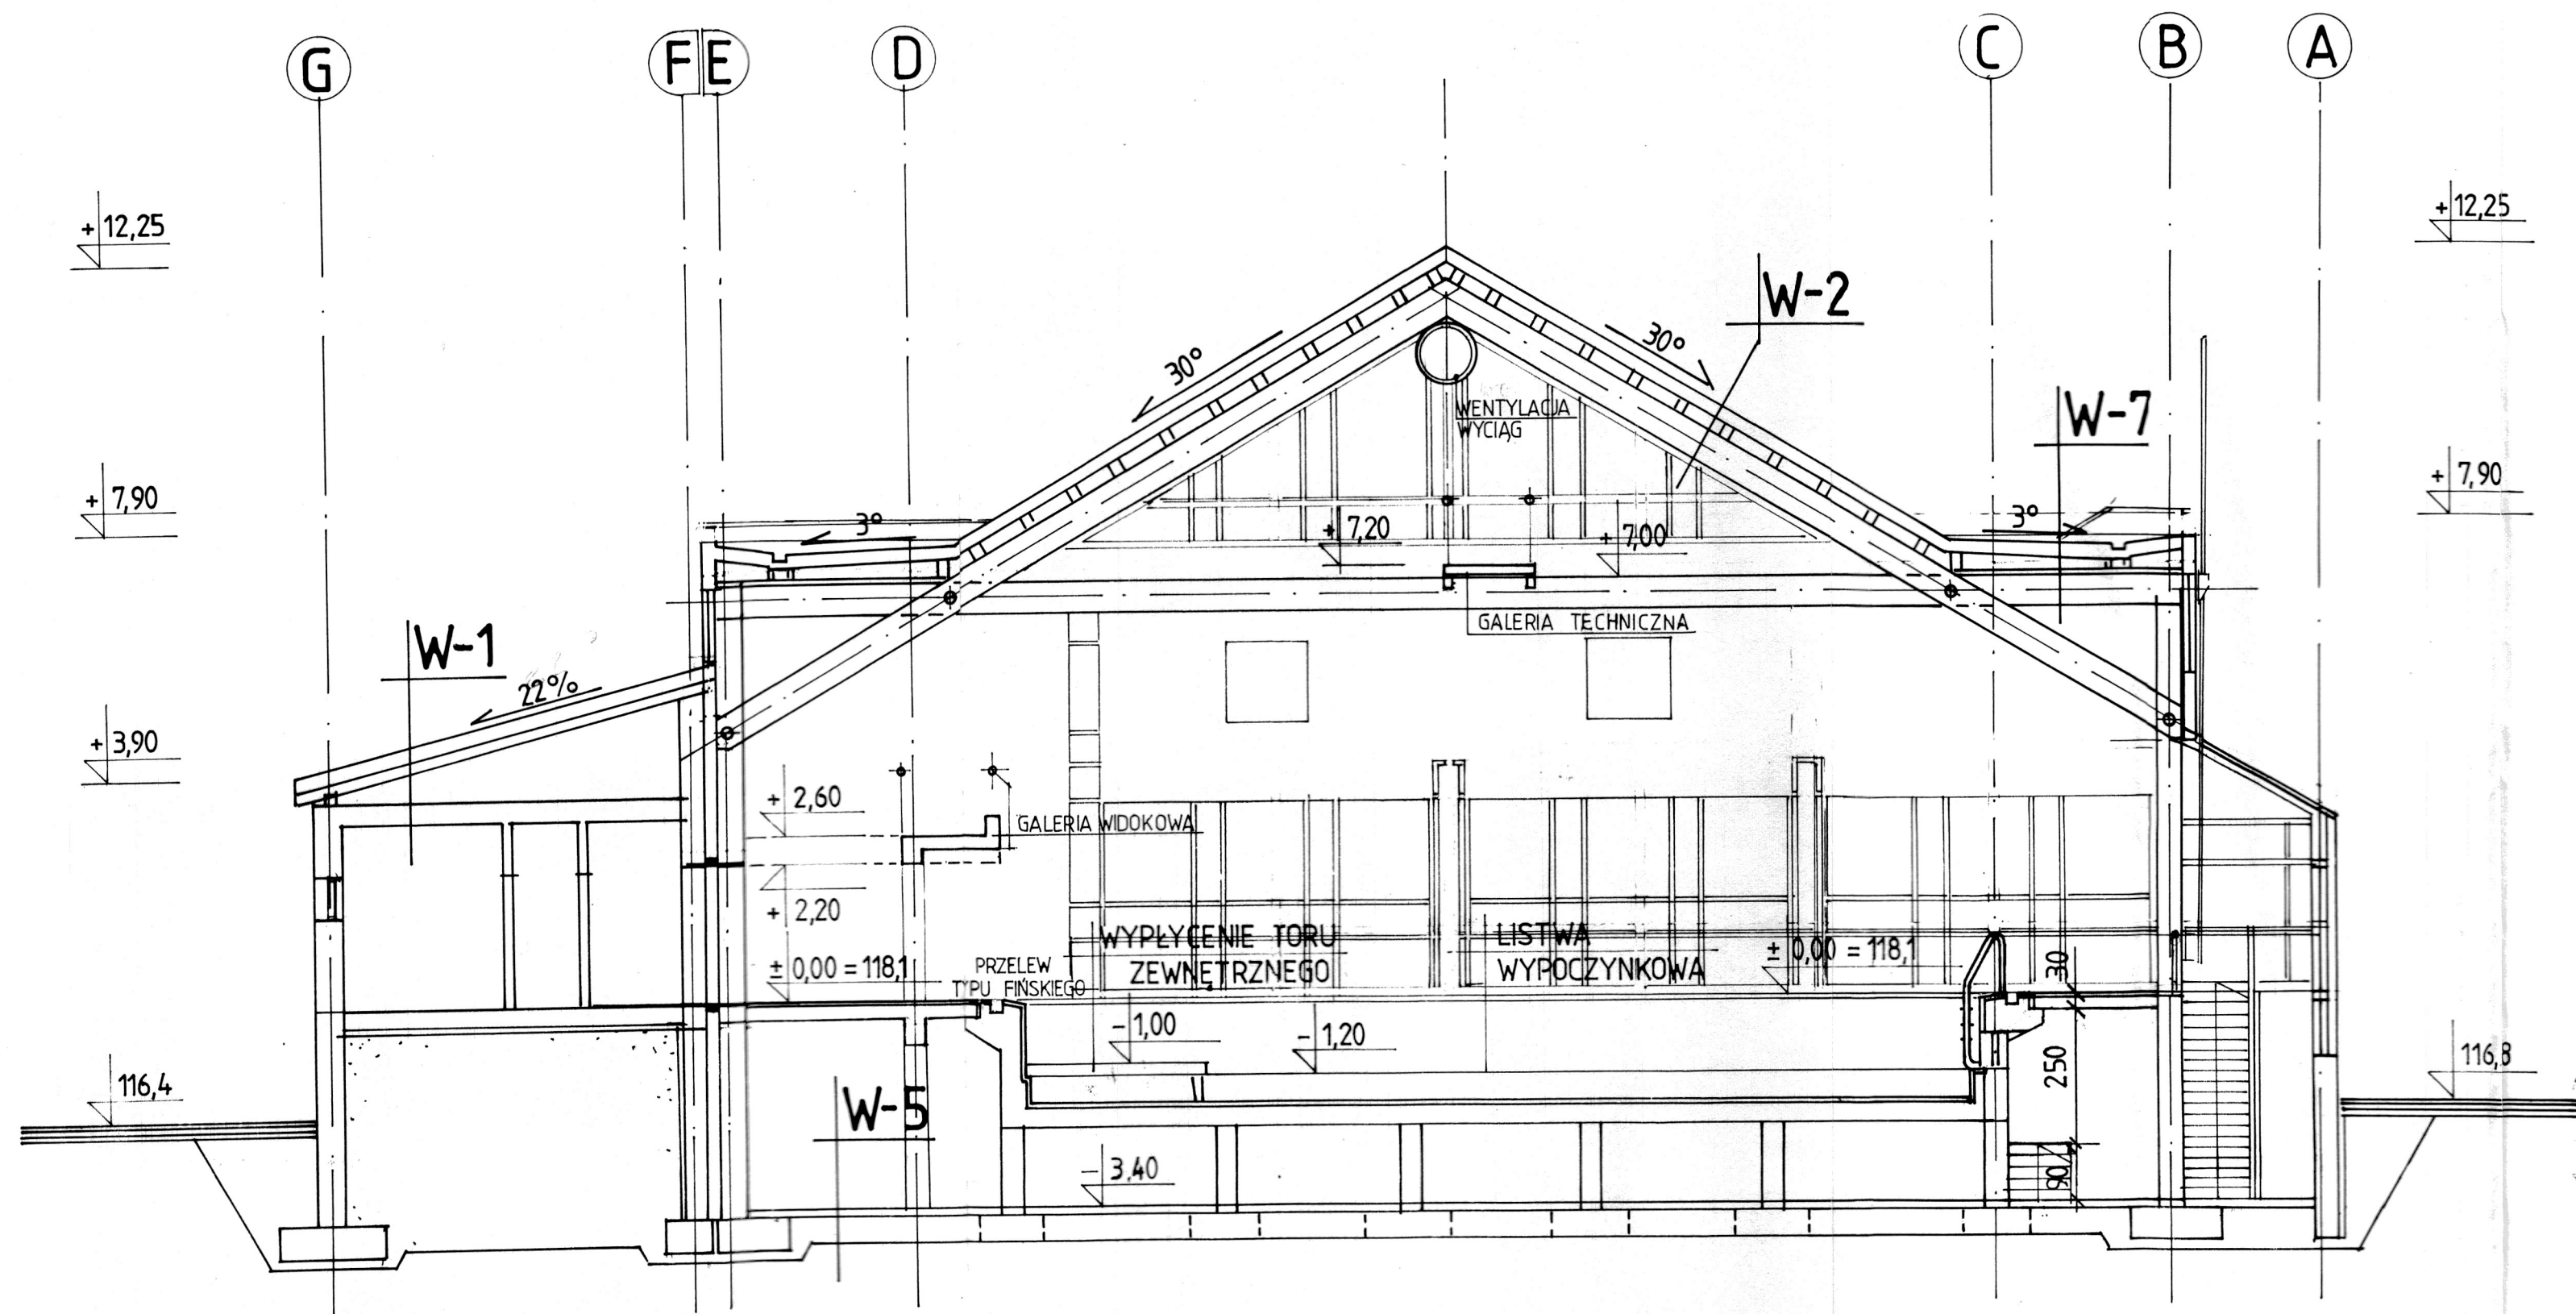 G
F
E
D
C
B
A
+ 12,25
+ 12,25
W-2
30°
30°
WENTYLACJA
WYCIĄG
W-7
+ 7,90
+ 7,90
3°
3°
+ 7,20
+ 7,00
GALERIA TECHNICZNA
W-1
22%
+ 3,90
+ 2,60
GALERIA WIDOKOWA
+ 2,20
WYPŁYCENIE TORU
ZEWNĘTRZNEGO
LISTWA
WYPOCZYNKOWA
± 0,00 = 118,1
± 0,00 = 118,1
PRZELEW
TYPU FIŃSKIEGO
30
- 1,00
- 1,20
250
116,4
116,8
W-5
- 3,40
90